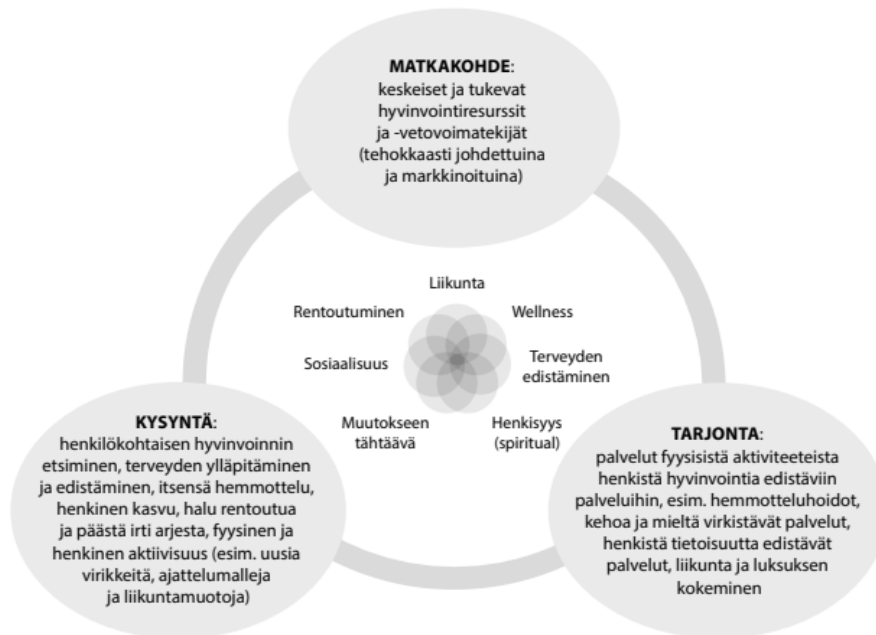 MATKAKOHDE:
keskeiset ja tukevat
hyvinvointiresurssit
ja -vetovoimatekijät
(tehokkaasti johdettuina
ja markkinoituina)
Liikunta
Rentoutuminen
Wellness
Sosiaalisuus
Terveyden
edistäminen
Muutokseen
tähtäävä
Henkisyys
(spiritual)
KYSYNTÄ:
henkilökohtaisen hyvinvoinnin
etsiminen, terveyden ylläpitäminen
ja edistäminen, itsensä hemmottelu,
henkinen kasvu, halu rentoutua
ja päästä irti arjesta, fyysinen ja
henkinen aktiivisuus (esim. uusia
virikkeitä, ajattelumalleja
ja liikuntamuotoja)
TARJONTA:
palvelut fyysisistä aktiviteeteista
henkistä hyvinvointia edistäviin
palveluihin, esim. hemmotteluhoidot,
kehoa ja mieltä virkistävät palvelut,
henkistä tietoisuutta edistävät
palvelut, liikunta ja luksuksen
kokeminen